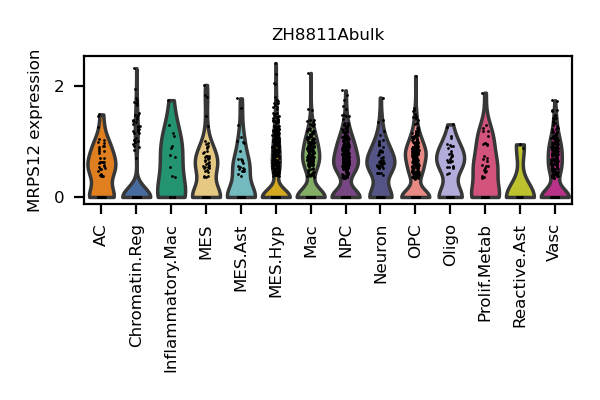 ZH8811Abulk
MRPS12 expression
2
0
AC
Chromatin.Reg
Inflammatory.Mac
MES
MES.Ast
MES.Hyp
Mac
NPC
Neuron
OPC
Oligo
Prolif.Metab
Reactive.Ast
Vasc